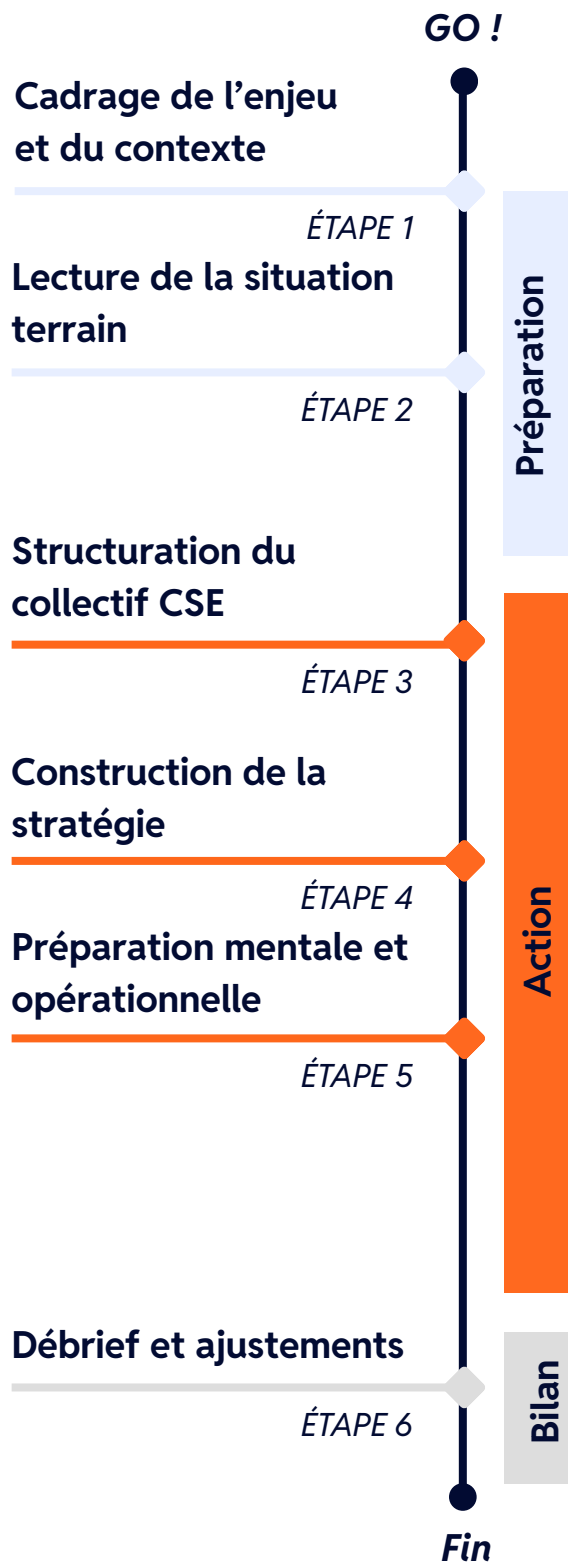 GO !
Cadrage de l’enjeu
et du contexte
ÉTAPE 1
Lecture de la situation
terrain
ÉTAPE 2
Préparation
Structuration du
collectif CSE
ÉTAPE 3
Construction de la
stratégie
ÉTAPE 4
Préparation mentale et
opérationnelle
ÉTAPE 5
Action
Débrief et ajustements
ÉTAPE 6
Bilan
Fin